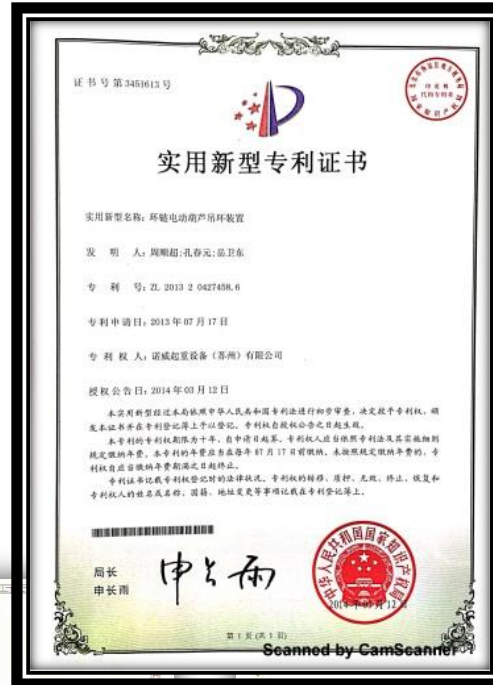 证书号第3451613号
实用新型专利证书
实用新型名称：环链电动葫芦吊环装置
发 明 人：周顺超;孔春元;岳卫东
专 利 号：ZL 2013 2 0427458.6
专利申请日：2013年07月17日
专 利 权 人：诺威起重设备（苏州）有限公司
授权公告日：2014年03月12日
本实用新型经过本局依照中华人民共和国专利法进行初步审查，决定授予专利权，颁
发本证书并在专利登记簿上予以登记。专利权自授权公告之日起生效。
本专利的专利权期限为十年，自申请日起算。专利权人应当依照专利法及其实施细则
规定缴纳年费。本专利的年费应当在每年07月17日前缴纳。未按照规定缴纳年费的，专
利权自应当缴纳年费期满之日起终止。
专利证书记载专利权登记时的法律状况。专利权的转移、质押、无效、终止、恢复和
专利权人的姓名或名称、国籍、地址变更等事项记载在专利登记簿上。
局长
申长雨
申长雨
中华人民共和国国家知识产权局
2014年03月12日
第 1 页 (共 1 页)
Scanned by CamScanner